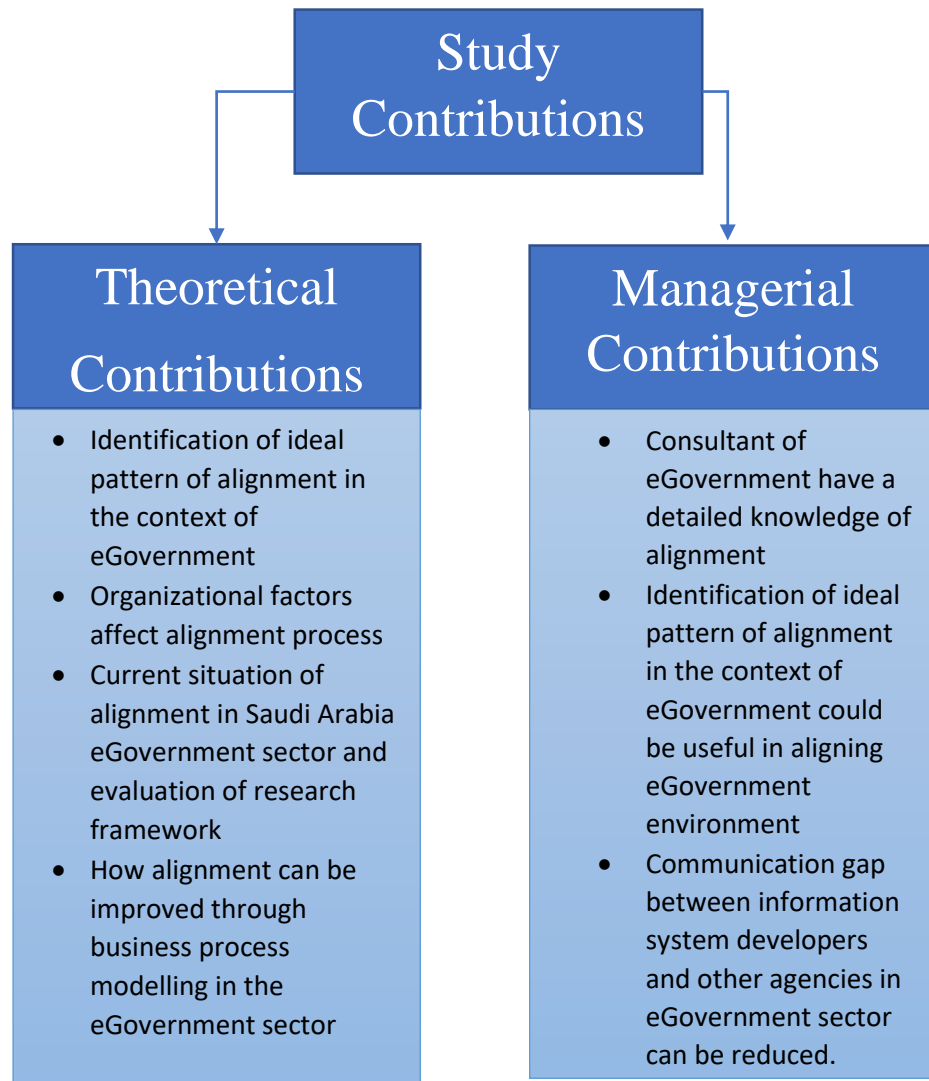 Study
Contributions
Theoretical
Contributions
• Identification of ideal
pattern of alignment in
the context of
eGovernment
• Organizational factors
affect alignment process
• Current situation of
alignment in Saudi Arabia
eGovernment sector and
evaluation of research
framework
• How alignment can be
improved through
business process
modelling in the
eGovernment sector
Managerial
Contributions
• Consultant of
eGovernment have a
detailed knowledge of
alignment
• Identification of ideal
pattern of alignment
in the context of
eGovernment could
be useful in aligning
eGovernment
environment
• Communication gap
between information
system developers
and other agencies in
eGovernment sector
can be reduced.